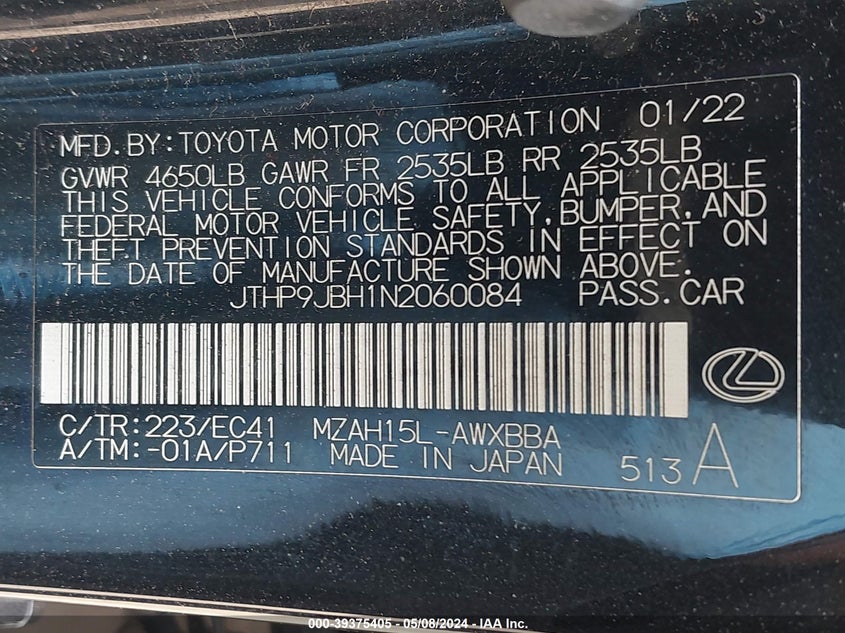 MFD. BY: TOYOTA MOTOR CORPORATION 01/22
GVWR 4650LB GAWR FR 2535LB RR 2535LB
THIS VEHICLE CONFORMS TO ALL APPLICABLE
FEDERAL MOTOR VEHICLE SAFETY, BUMPER, AND
THEFT PREVENTION STANDARDS IN EFFECT ON
THE DATE OF MANUFACTURE SHOWN ABOVE.
JTHP9JBH1N2060084 PASS. CAR
C/TR: 223/EC41 MZAH15L-AWXBBA
A/TM: -01A/P711 MADE IN JAPAN 513 A
000-39375405 - 05/08/2024 - IAA Inc.